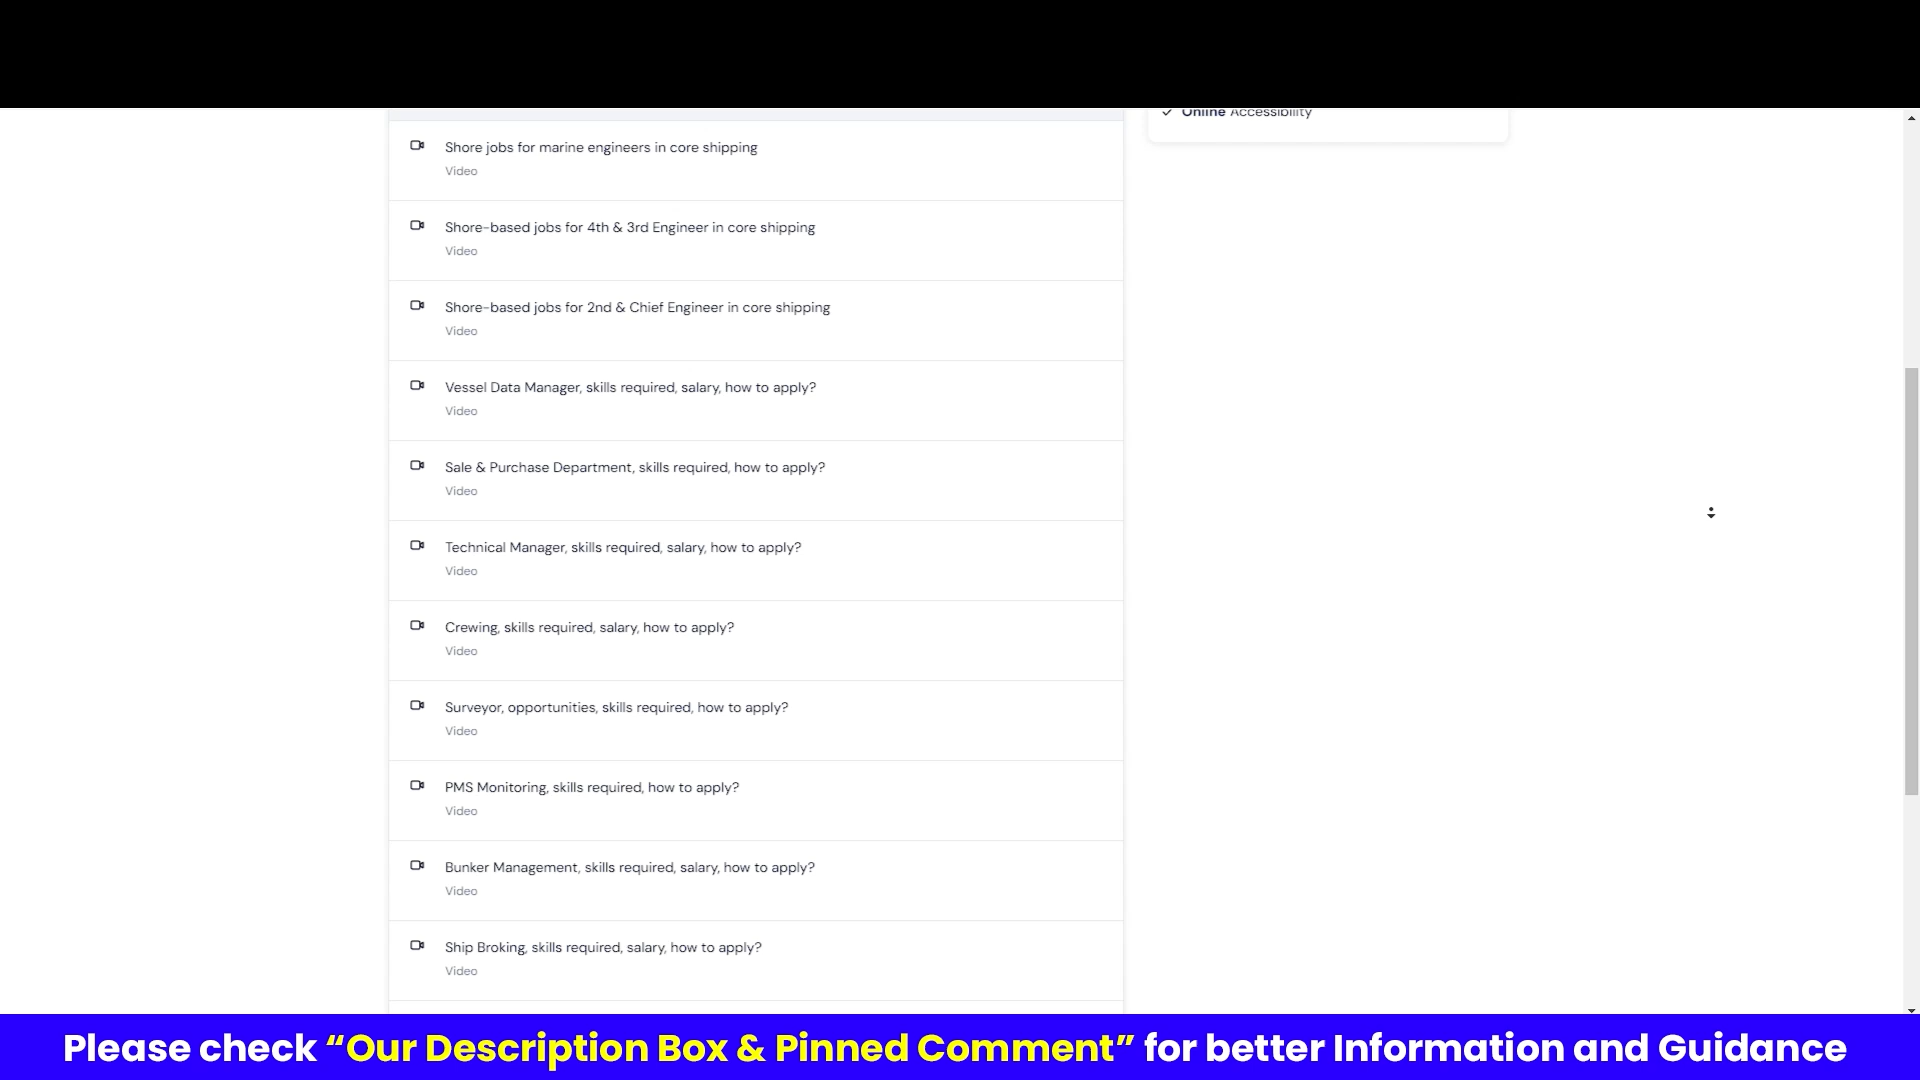 Online Accessibility
Shore jobs for marine engineers in core shipping
Video
Shore-based jobs for 4th & 3rd Engineer in core shipping
Video
Shore-based jobs for 2nd & Chief Engineer in core shipping
Video
Vessel Data Manager, skills required, salary, how to apply?
Video
Sale & Purchase Department, skills required, how to apply?
Video
Technical Manager, skills required, salary, how to apply?
Video
Crewing, skills required, salary, how to apply?
Video
Surveyor, opportunities, skills required, how to apply?
Video
PMS Monitoring, skills required, how to apply?
Video
Bunker Management, skills required, salary, how to apply?
Video
Ship Broking, skills required, salary, how to apply?
Video
Please check “Our Description Box & Pinned Comment” for better Information and Guidance